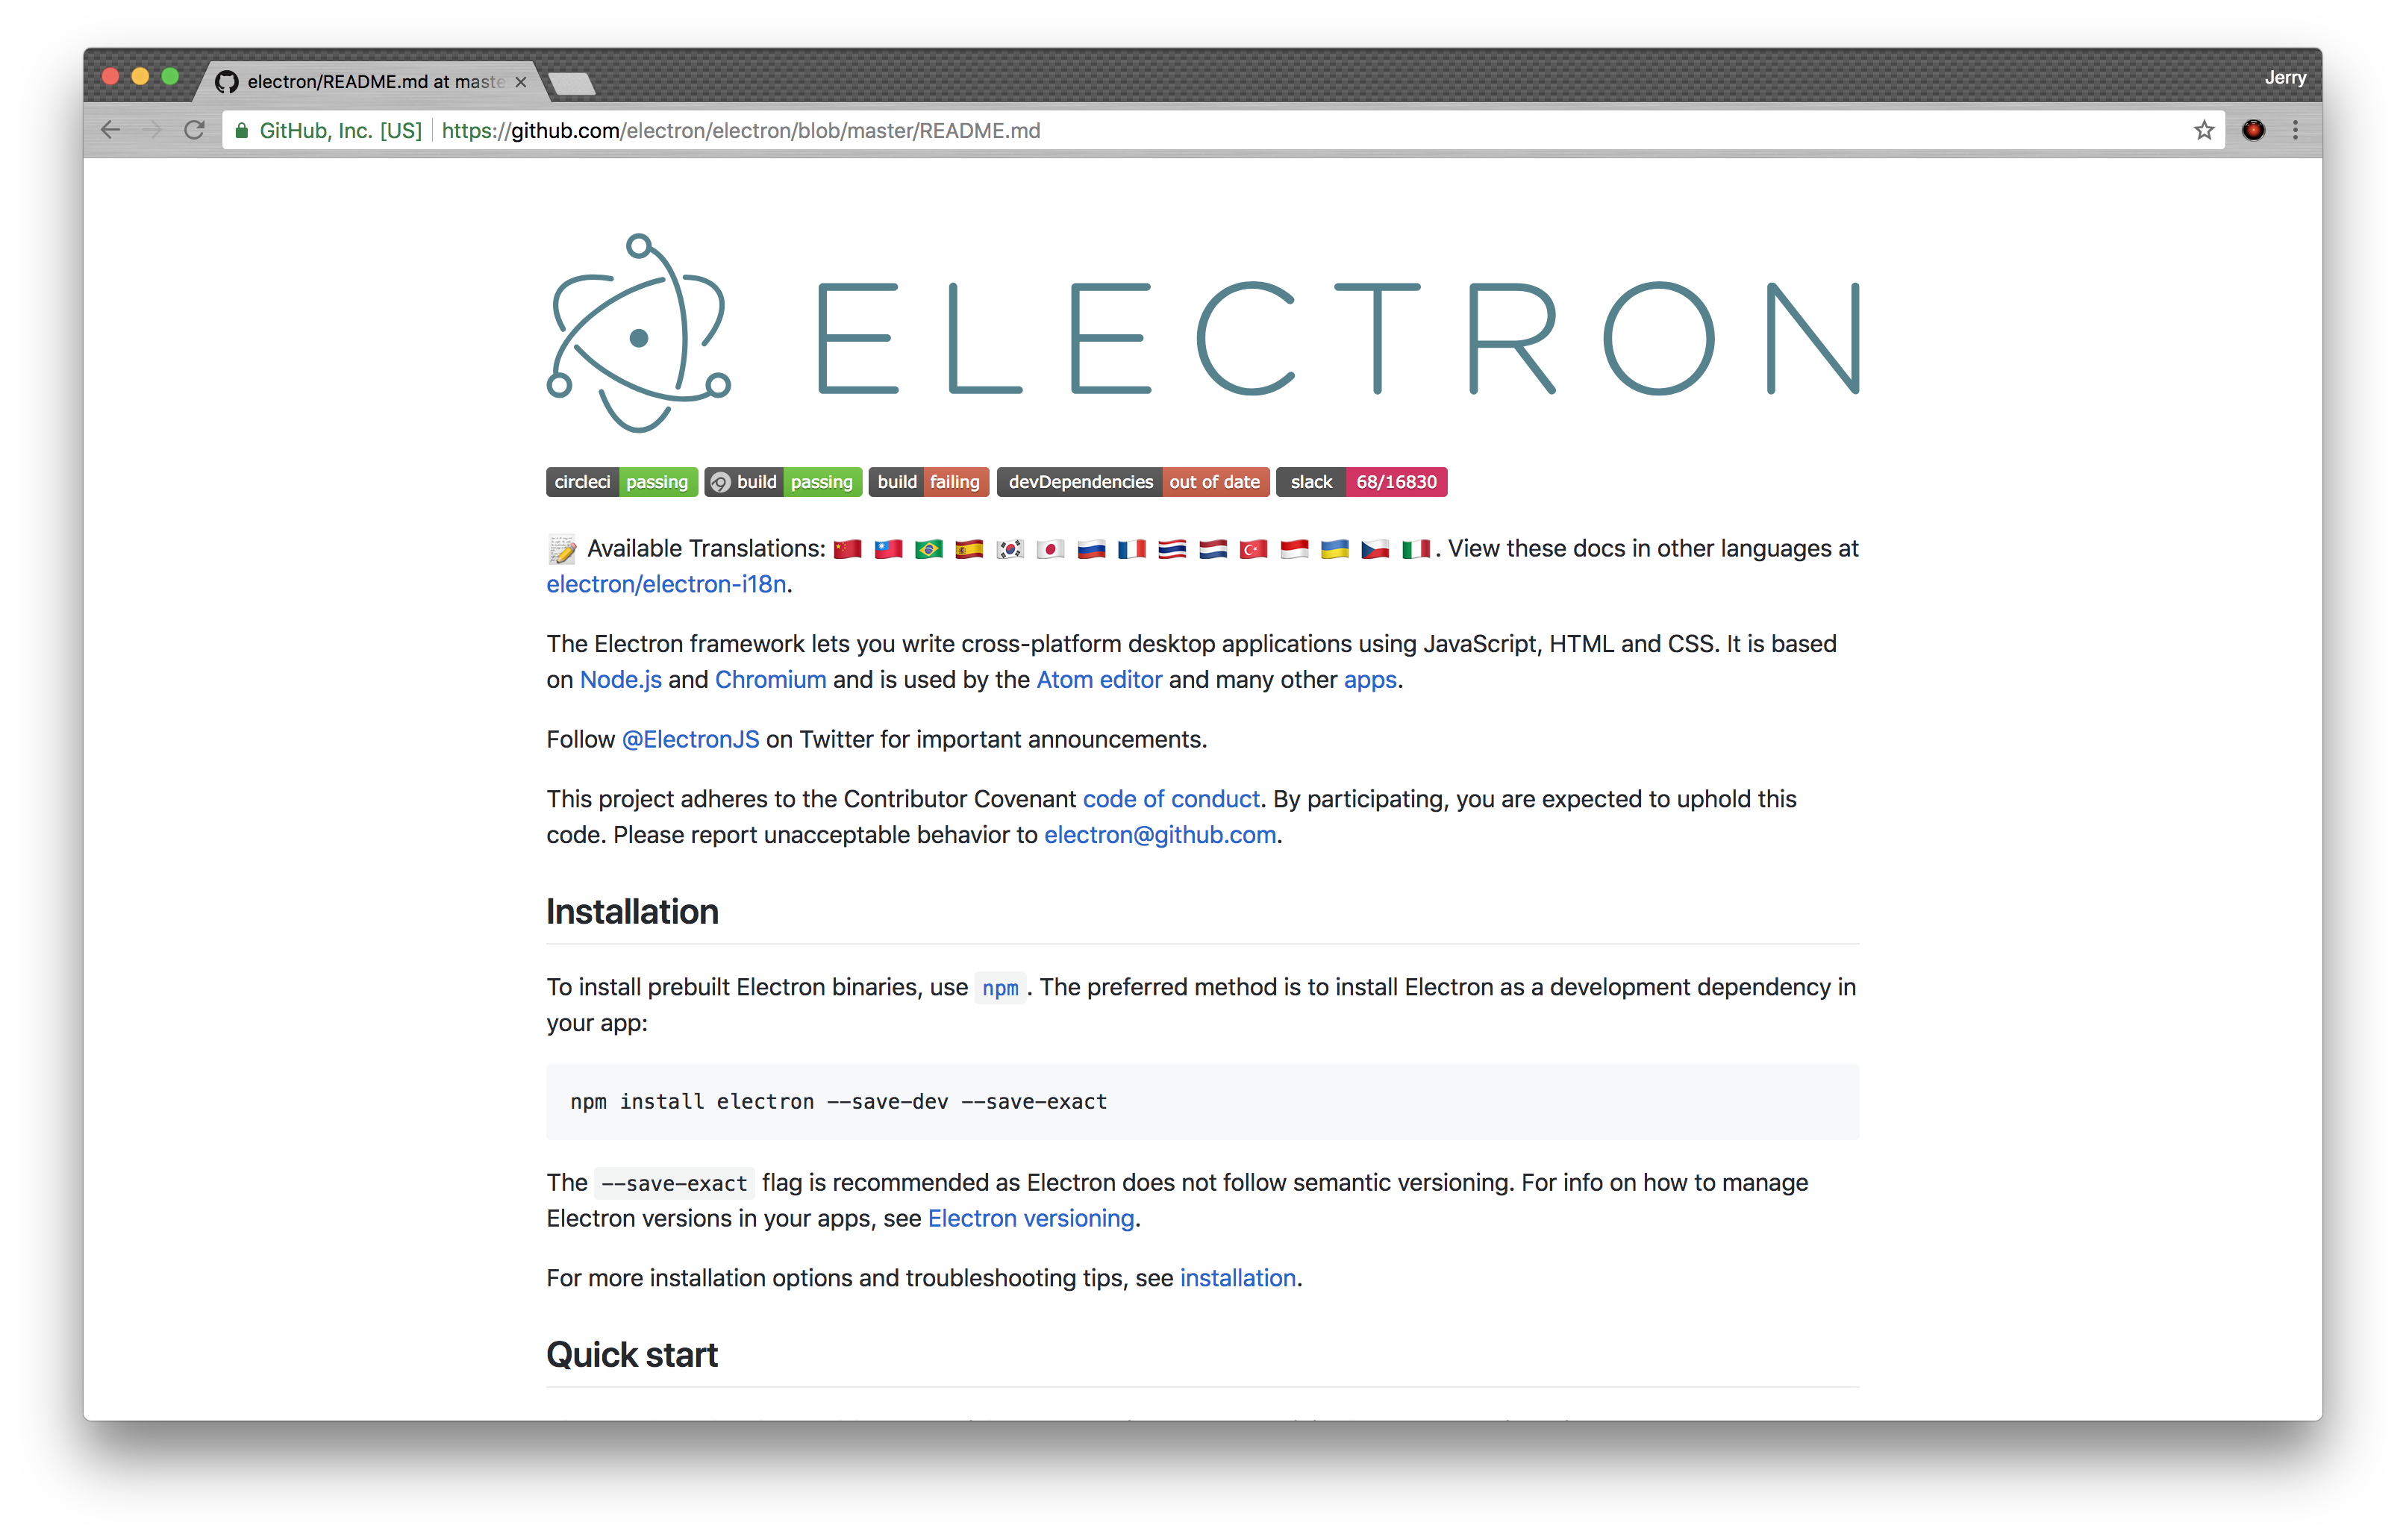 electron/README.md at maste
Jerry
GitHub, Inc. [US] https://github.com/electron/electron/blob/master/README.md
ELECTRON
circleci passing build passing build failing devDependencies out of date slack 68/16830
📝 Available Translations: 🇨🇳 🇹🇼 🇧🇷 🇪🇸 🇰🇷 🇯🇵 🇷🇺 🇫🇷 🇹🇭 🇳🇱 🇹🇷 🇮🇩 🇺🇦 🇨🇿 🇮🇹. View these docs in other languages at
electron/electron-i18n.
The Electron framework lets you write cross-platform desktop applications using JavaScript, HTML and CSS. It is based
on Node.js and Chromium and is used by the Atom editor and many other apps.
Follow @ElectronJS on Twitter for important announcements.
This project adheres to the Contributor Covenant code of conduct. By participating, you are expected to uphold this
code. Please report unacceptable behavior to electron@github.com.
Installation
To install prebuilt Electron binaries, use npm. The preferred method is to install Electron as a development dependency in
your app:
npm install electron --save-dev --save-exact
The --save-exact flag is recommended as Electron does not follow semantic versioning. For info on how to manage
Electron versions in your apps, see Electron versioning.
For more installation options and troubleshooting tips, see installation.
Quick start